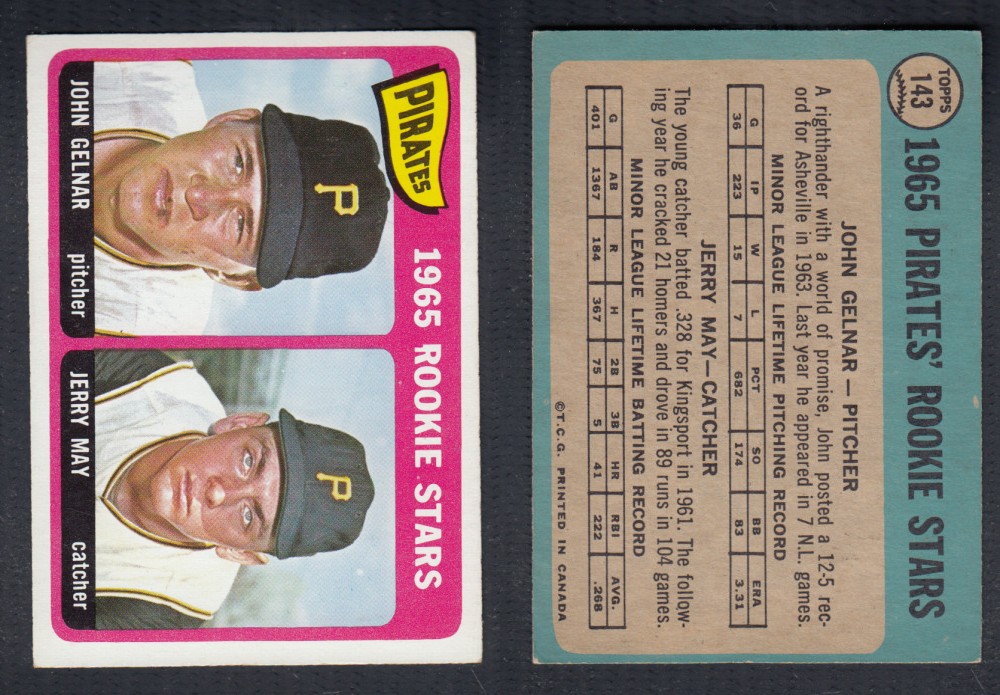 PIRATES
1965 ROOKIE STARS
JOHN GELNAR pitcher
JERRY MAY catcher
TOPPS
143
1965 PIRATES' ROOKIE STARS
JOHN GELNAR — PITCHER
A righthander with a world of promise, John posted a 12-5 rec-
ord for Asheville in 1963. Last year he appeared in 7 N.L. games.
MINOR LEAGUE LIFETIME PITCHING RECORD
G IP W L PCT SO BB ERA
36 223 15 7 682 174 83 3.31
JERRY MAY—CATCHER
The young catcher batted .328 for Kingsport in 1961. The follow-
ing year he cracked 21 homers and drove in 89 runs in 104 games.
MINOR LEAGUE LIFETIME BATTING RECORD
G AB R H 2B 3B HR RBI AVG.
401 1367 184 367 75 5 41 222 .268
©T.C.G. PRINTED IN CANADA
P
P